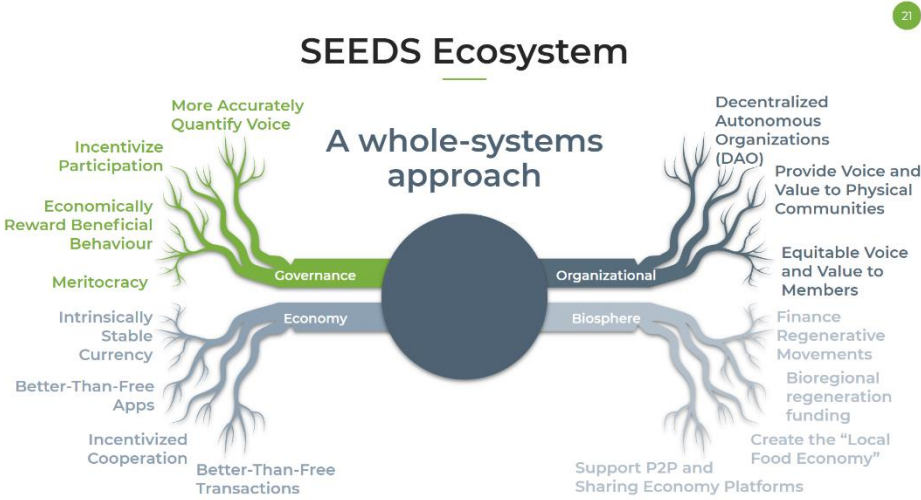 21
SEEDS Ecosystem
A whole-systems
approach
More Accurately
Quantify Voice
Incentivize
Participation
Economically
Reward Beneficial
Behaviour
Meritocracy
Governance
Decentralized
Autonomous
Organizations
(DAO)
Provide Voice and
Value to Physical
Communities
Equitable Voice
and Value to
Members
Organizational
Economy
Intrinsically
Stable
Currency
Better-Than-Free
Apps
Incentivized
Cooperation
Better-Than-Free
Transactions
Biosphere
Finance
Regenerative
Movements
Bioregional
regeneration
funding
Create the “Local
Food Economy”
Support P2P and
Sharing Economy Platforms